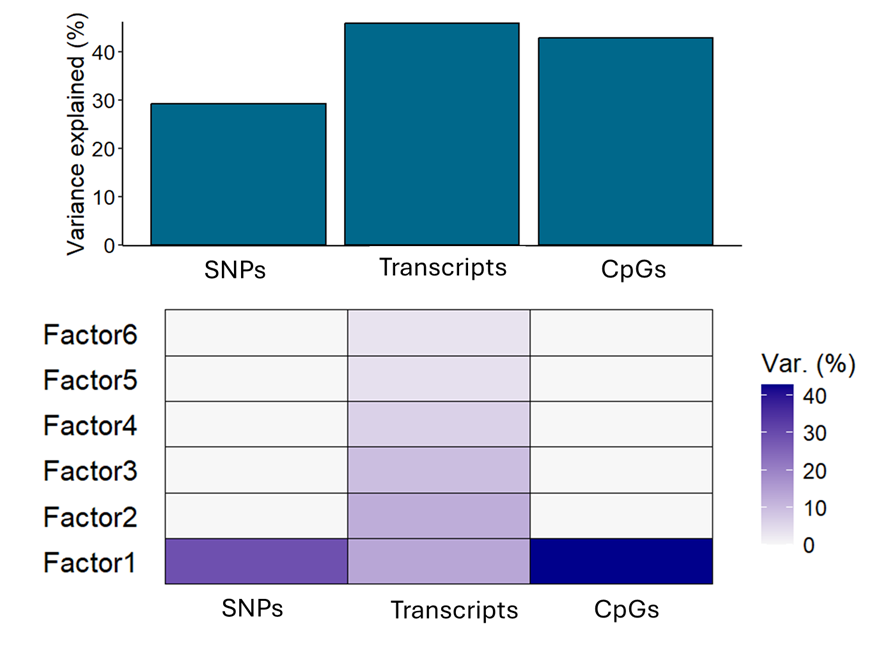 Variance explained (%)
40
30
20
10
0
SNPs Transcripts CpGs
Factor6
Factor5
Factor4
Factor3
Factor2
Factor1
SNPs Transcripts CpGs
Var. (%)
40
30
20
10
0